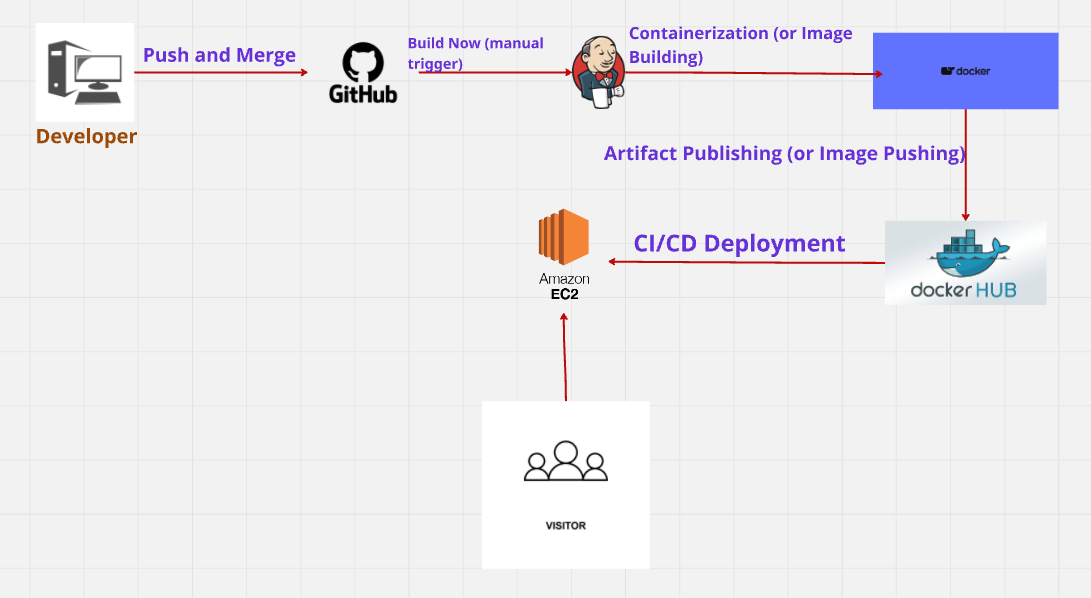 Push and Merge
GitHub
Developer
Build Now (manual
trigger)
Containerization (or Image
Building)
docker
Artifact Publishing (or Image Pushing)
docker HUB
CI/CD Deployment
Amazon
EC2
VISITOR